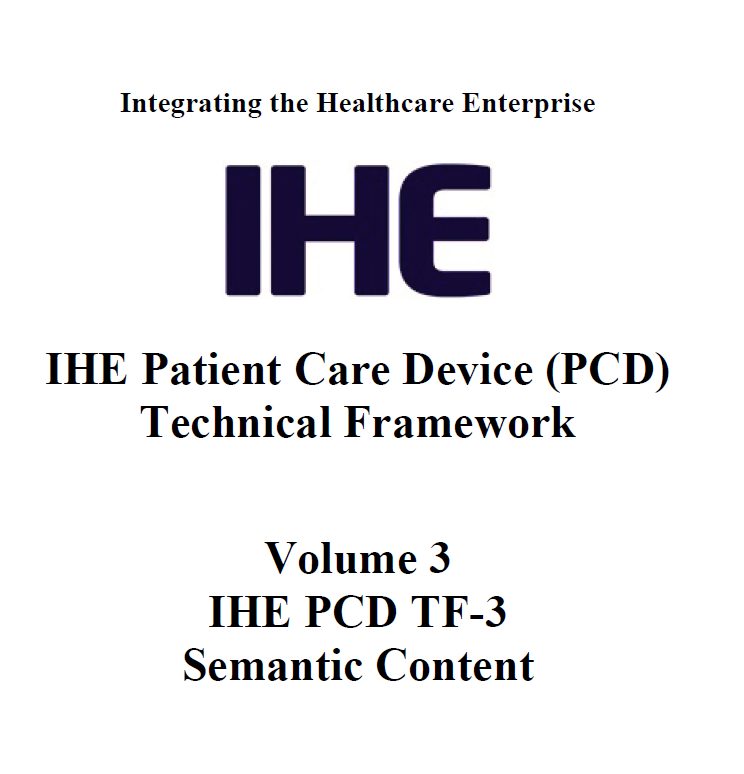 Integrating the Healthcare Enterprise
IHE
IHE Patient Care Device (PCD)
Technical Framework
Volume 3
IHE PCD TF-3
Semantic Content